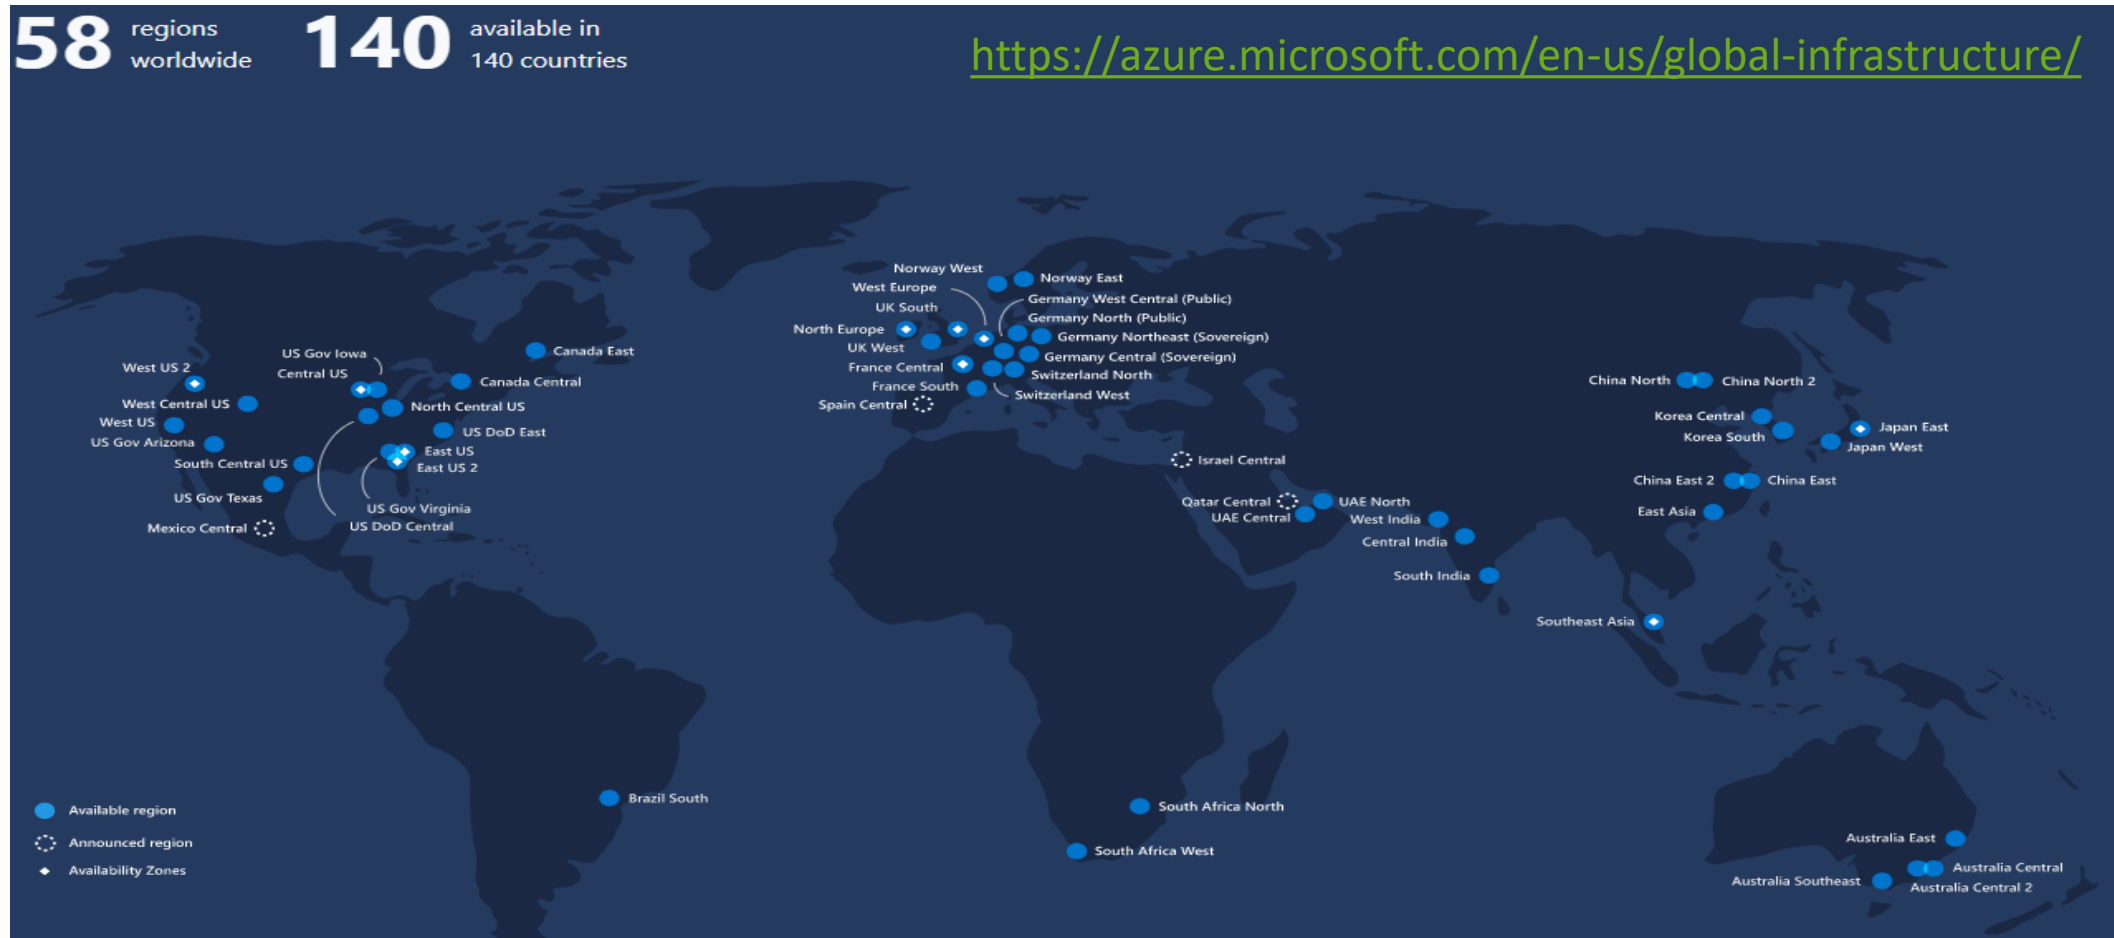 58 regions worldwide
140 available in 140 countries
https://azure.microsoft.com/en-us/global-infrastructure/
Norway West
Norway East
West Europe
Germany West Central (Public)
UK South
Germany North (Public)
North Europe
Germany Northeast (Sovereign)
UK West
Germany Central (Sovereign)
France Central
Switzerland North
France South
Switzerland West
Spain Central
US Gov Iowa
Canada East
West US 2
Central US
Canada Central
West Central US
North Central US
West US
US DoD East
US Gov Arizona
East US
South Central US
East US 2
US Gov Texas
US Gov Virginia
Mexico Central
US DoD Central
China North
China North 2
Korea Central
Japan East
Korea South
Japan West
Israel Central
China East 2
China East
Qatar Central
UAE North
UAE Central
West India
East Asia
Central India
South India
Southeast Asia
Brazil South
South Africa North
South Africa West
Australia East
Australia Central
Australia Southeast
Australia Central 2
Available region
Announced region
Availability Zones